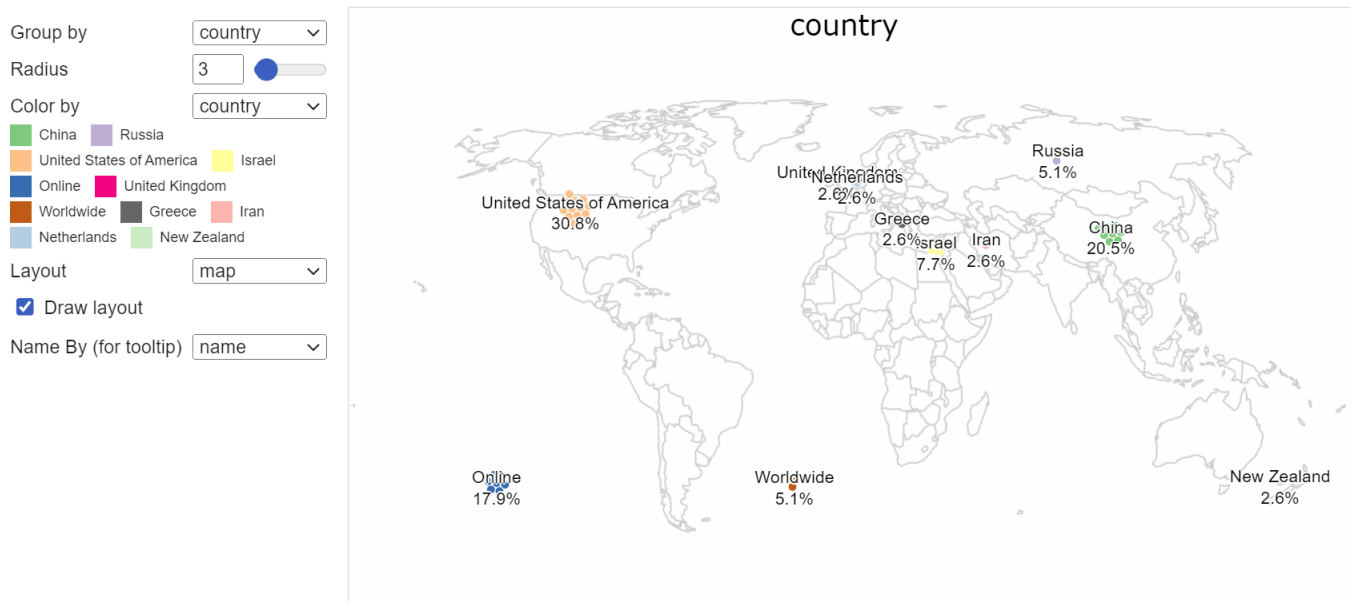 country
Group by country
Radius 3
Color by country
China Russia
United States of America Israel
Online United Kingdom
Worldwide Greece Iran
Netherlands New Zealand
Layout map
Draw layout
Name By (for tooltip) name
Russia
5.1%
United Kingdom
2.6%
Netherlands
2.6%
United States of America
30.8%
Greece
2.6%
Israel
7.7%
Iran
2.6%
China
20.5%
Online
17.9%
Worldwide
5.1%
New Zealand
2.6%